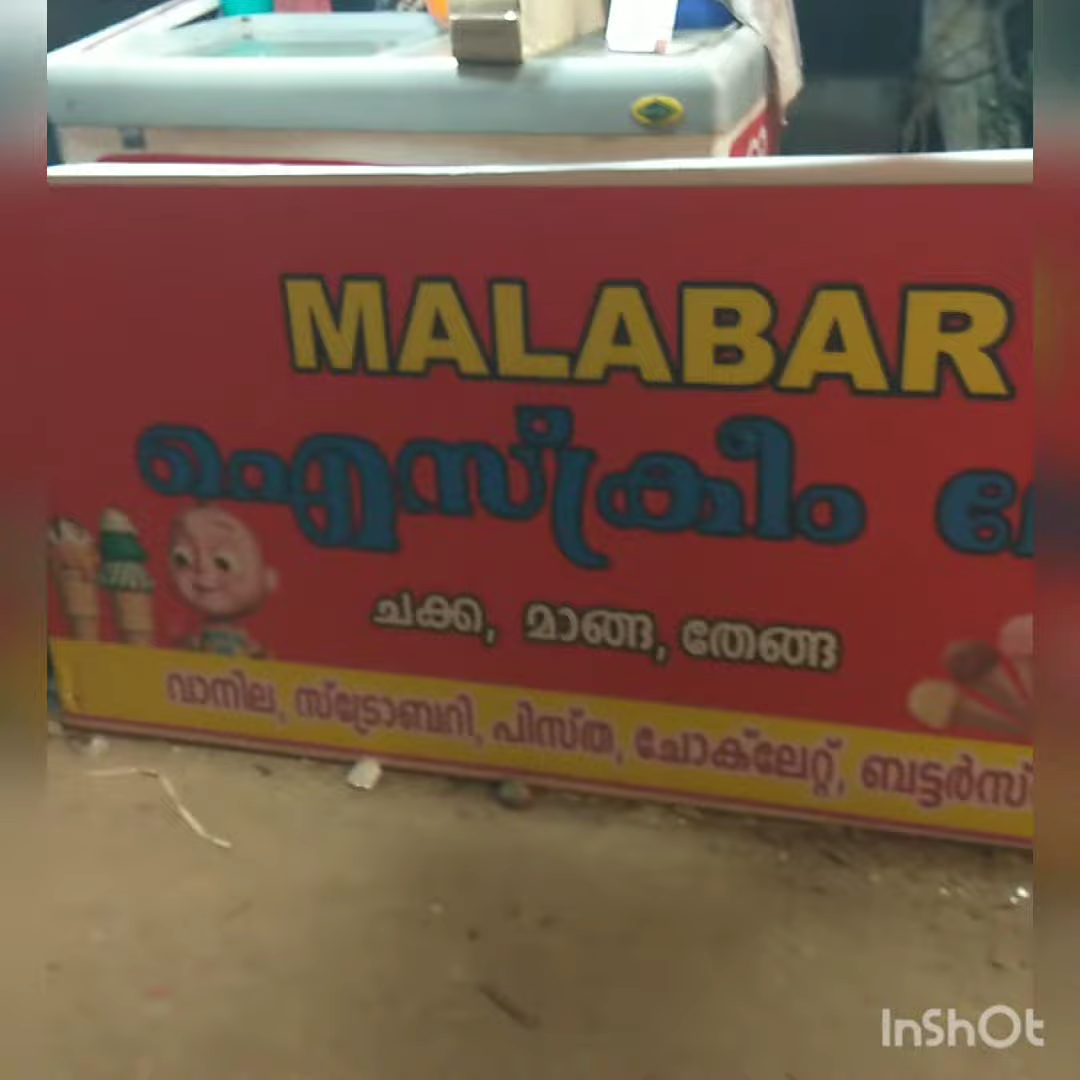 MALABAR
ഐസ്ക്രീം
ചക്ക, മാങ്ങ, തേങ്ങ
വാനില, സ്ട്രോബറി, പിസ്ത, ചോക്ലേറ്റ്, ബട്ടർസ്
InShOt